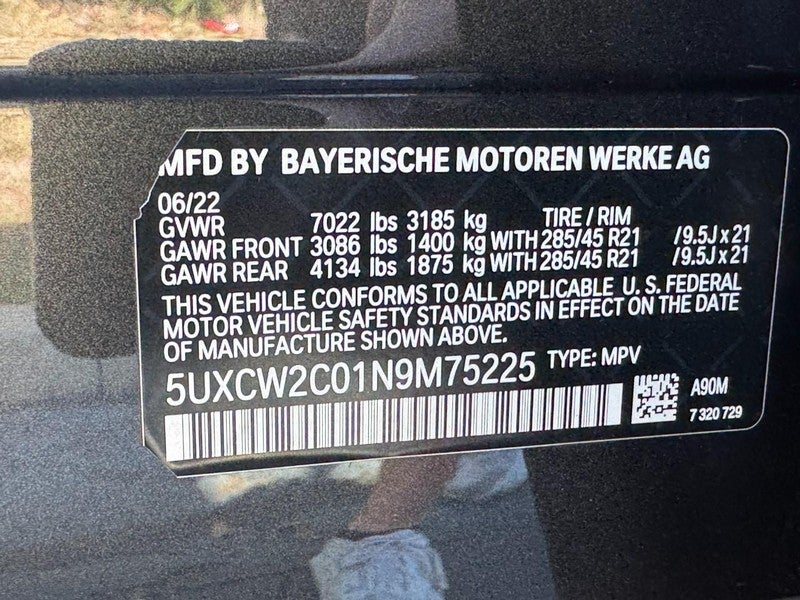 MFD BY BAYERISCHE MOTOREN WERKE AG
06/22 TIRE / RIM
GVWR 7022 lbs 3185 kg
GAWR FRONT 3086 lbs 1400 kg WITH 285/45 R21 /9.5J x 21
GAWR REAR 4134 lbs 1875 kg WITH 285/45 R21 /9.5J x 21
THIS VEHICLE CONFORMS TO ALL APPLICABLE U. S. FEDERAL
MOTOR VEHICLE SAFETY STANDARDS IN EFFECT ON THE DATE
OF MANUFACTURE SHOWN ABOVE.
5UXCW2C01N9M75225 TYPE: MPV
A90M
7 320 729